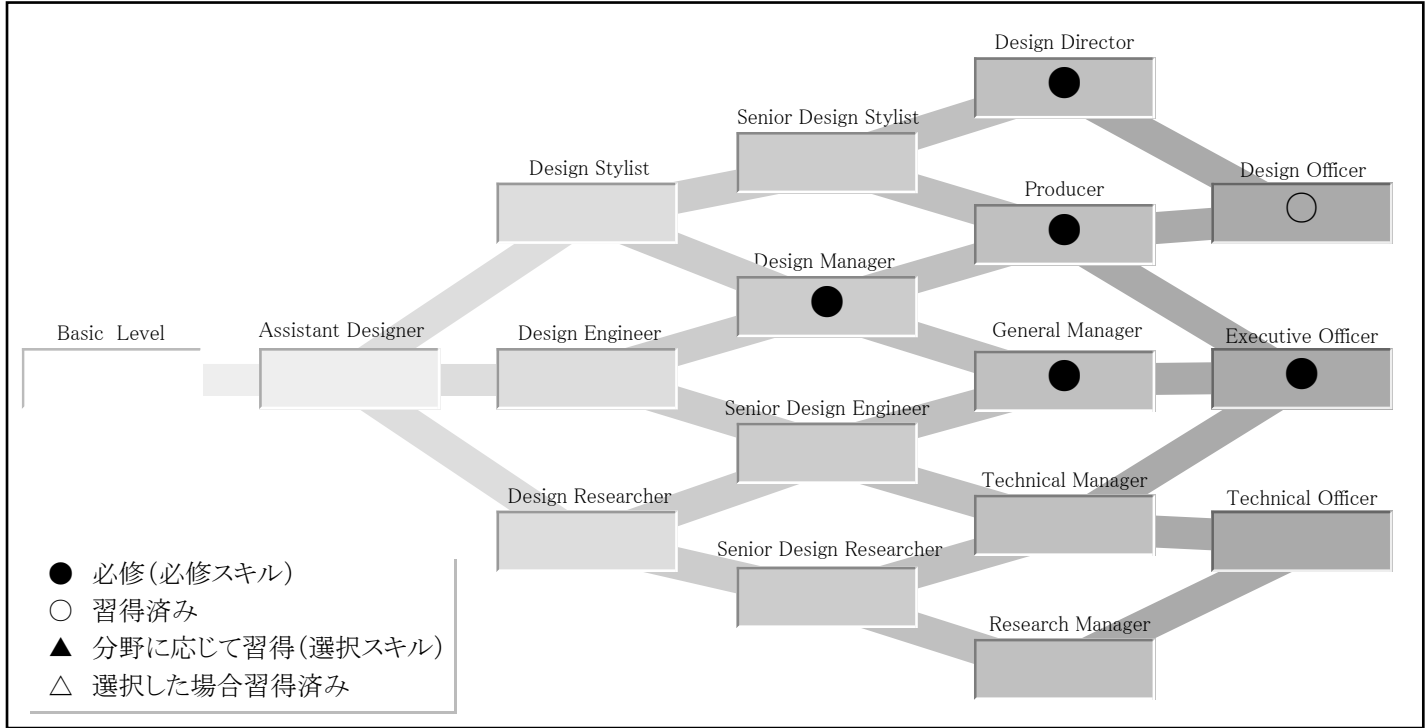 Design Director
Senior Design Stylist
Design Stylist
Design Officer
Producer
Design Manager
Basic Level
Assistant Designer
Design Engineer
General Manager
Executive Officer
Senior Design Engineer
Design Researcher
Technical Manager
Technical Officer
Senior Design Researcher
Research Manager
● 必修(必修スキル)
○ 習得済み
▲ 分野に応じて習得(選択スキル)
△ 選択した場合習得済み